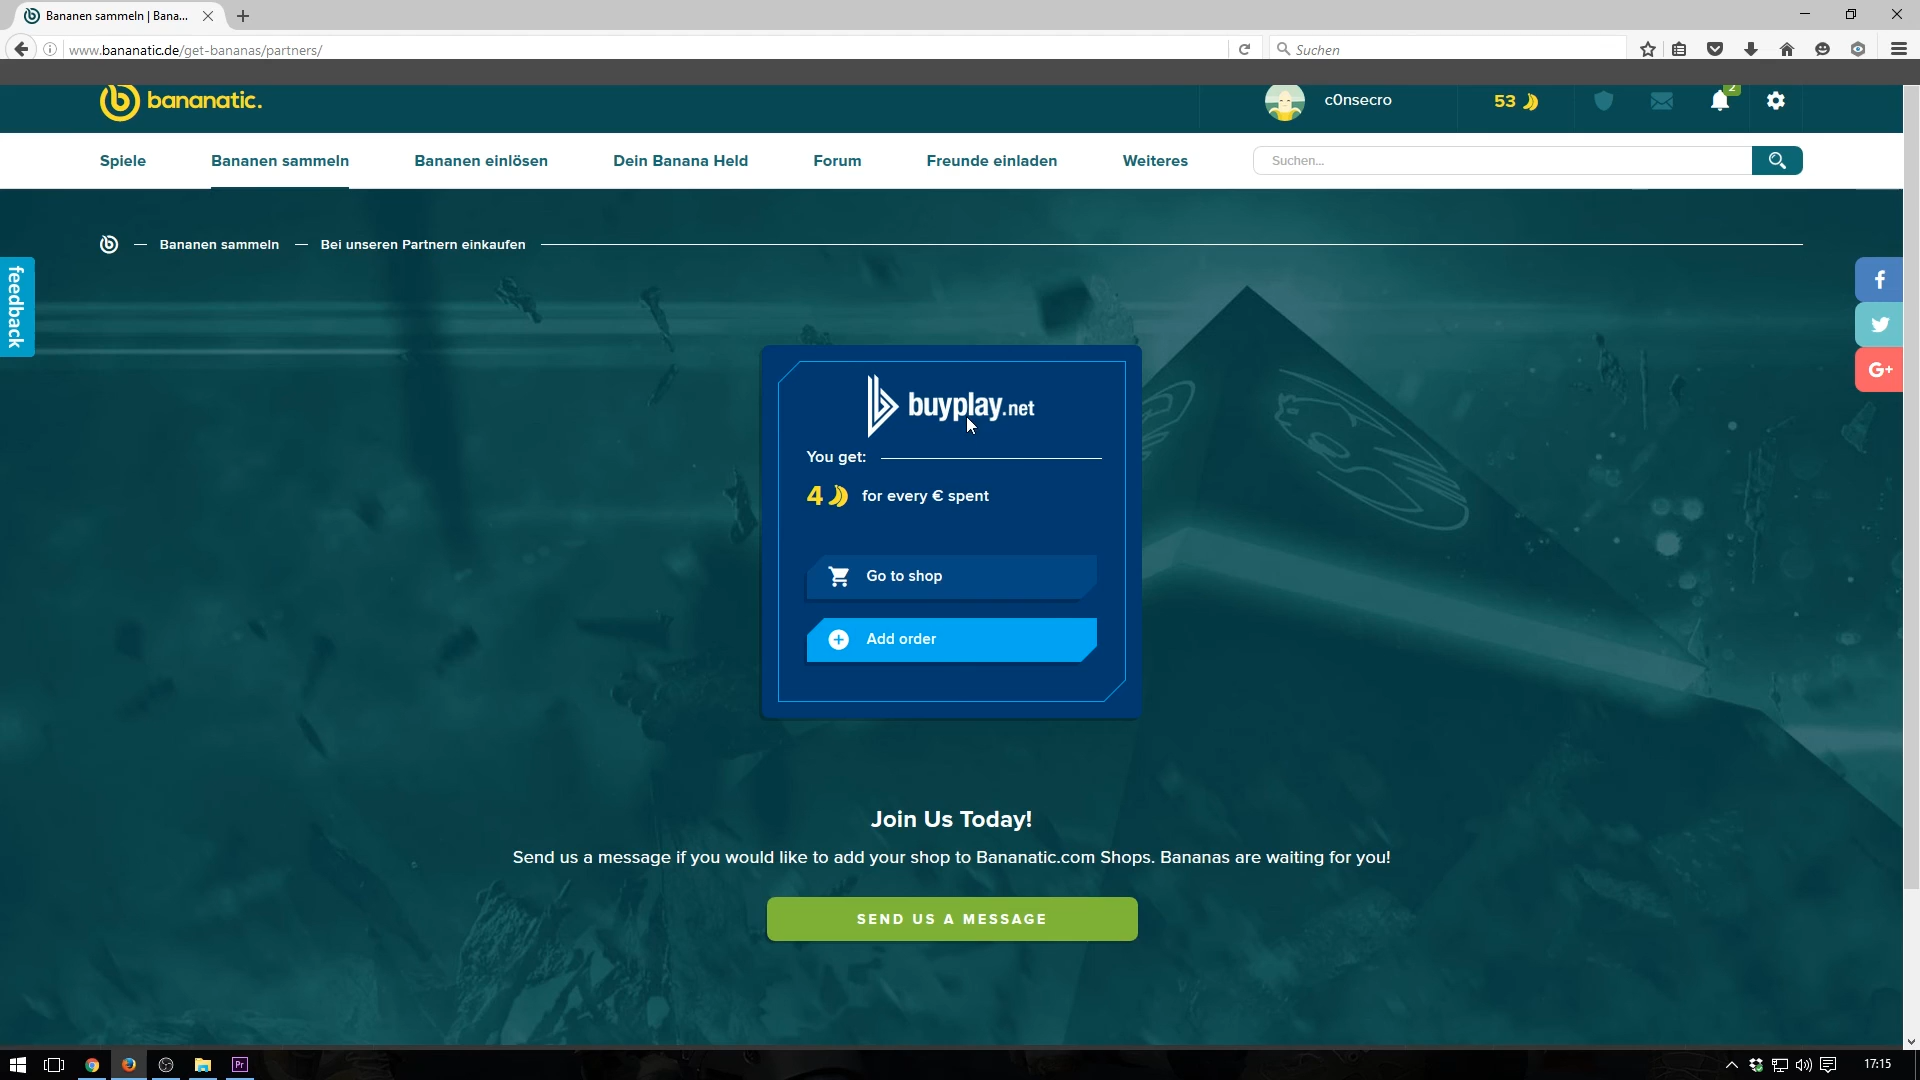 Bananen sammeln | Bana...
www.bananatic.de/get-bananas/partners/
Suchen
bananatic.
c0nsecro
53
2
Spiele
Bananen sammeln
Bananen einlösen
Dein Banana Held
Forum
Freunde einladen
Weiteres
Suchen...
Bananen sammeln — Bei unseren Partnern einkaufen
feedback
G+
buyplay.net
You get:
4 for every € spent
Go to shop
Add order
Join Us Today!
Send us a message if you would like to add your shop to Bananatic.com Shops. Bananas are waiting for you!
SEND US A MESSAGE
Pr
17:15